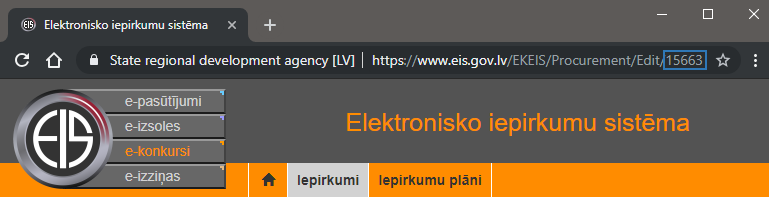 Elektronisko iepirkumu sistēma
State regional development agency [LV] | https://www.eis.gov.lv/EKEIS/Procurement/Edit/15663
EIS
e-pasūtījumi
e-izsoles
e-konkursi
e-izziņas
Elektronisko iepirkumu sistēma
Iepirkumi Iepirkumu plāni